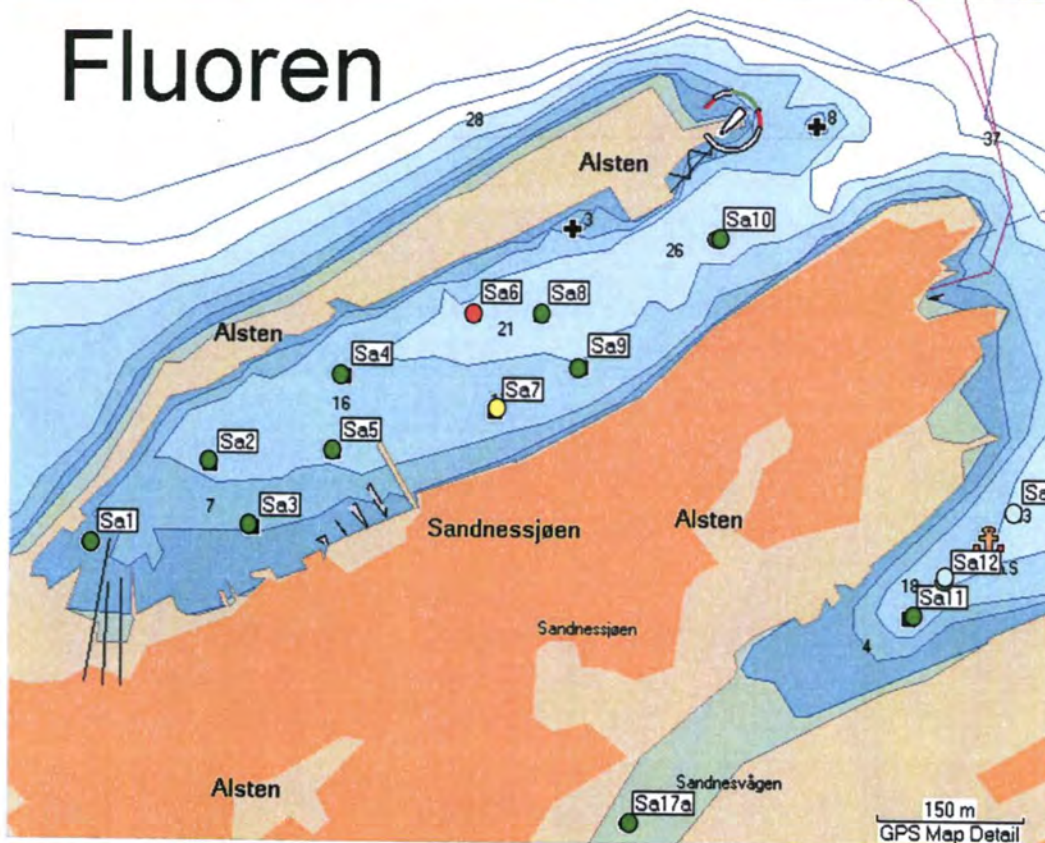 Fluoren
28
8
37
Alsten
3
Sa10
26
Sa6
Sa8
21
Alsten
Sa4
Sa9
16
Sa7
Sa2
Sa5
7
Sa3
Sa1
Sandnessjøen
Alsten
3
Sa12
18
Sa11
Sandnessjøen
4
Alsten
Sandnesvågen
Sa17a
150 m
GPS Map Detail